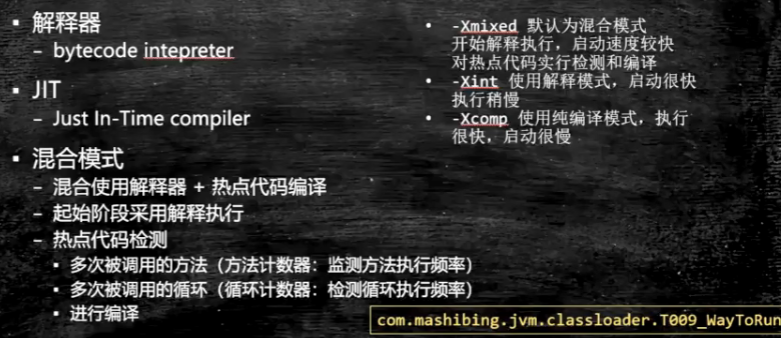 ▪ 解释器
– bytecode intepreter
▪ JIT
– Just In-Time compiler
▪ 混合模式
– 混合使用解释器 + 热点代码编译
– 起始阶段采用解释执行
– 热点代码检测
▪ 多次被调用的方法（方法计数器：监测方法执行频率）
▪ 多次被调用的循环（循环计数器：检测循环执行频率）
▪ 进行编译
• -Xmixed 默认为混合模式
开始解释执行，启动速度较快
对热点代码实行检测和编译
• -Xint 使用解释模式，启动很快
执行稍慢
• -Xcomp 使用纯编译模式，执行
很快，启动很慢
com.mashibing.jvm.classloader.T009_WayToRun